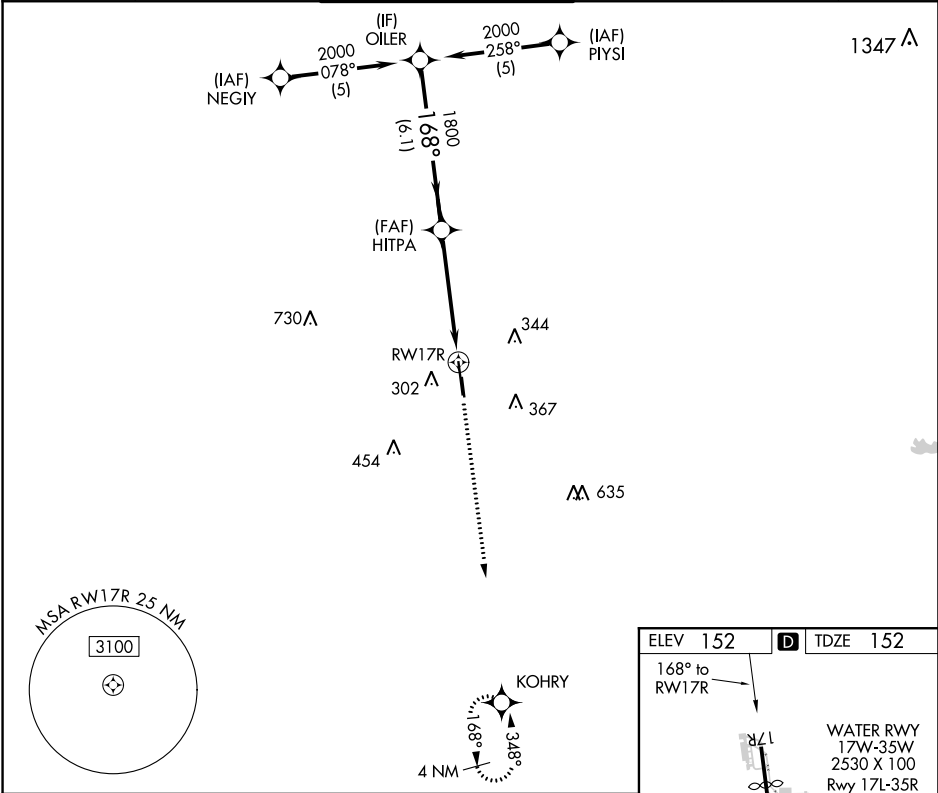 (IF)
OILER
(IAF)
PIYSI
1347
2000
078°
(5)
2000
258°
(5)
(IAF)
NEGIY
1800
168°
(6.1)
(FAF)
HITPA
730
344
RW17R
302
367
454
635
MSA RW17R 25 NM
3100
KOHRY
168°
348°
4 NM
ELEV 152 D TDZE 152
168° to
RW17R
17R
WATER RWY
17W-35W
2530 X 100
Rwy 17L-35R